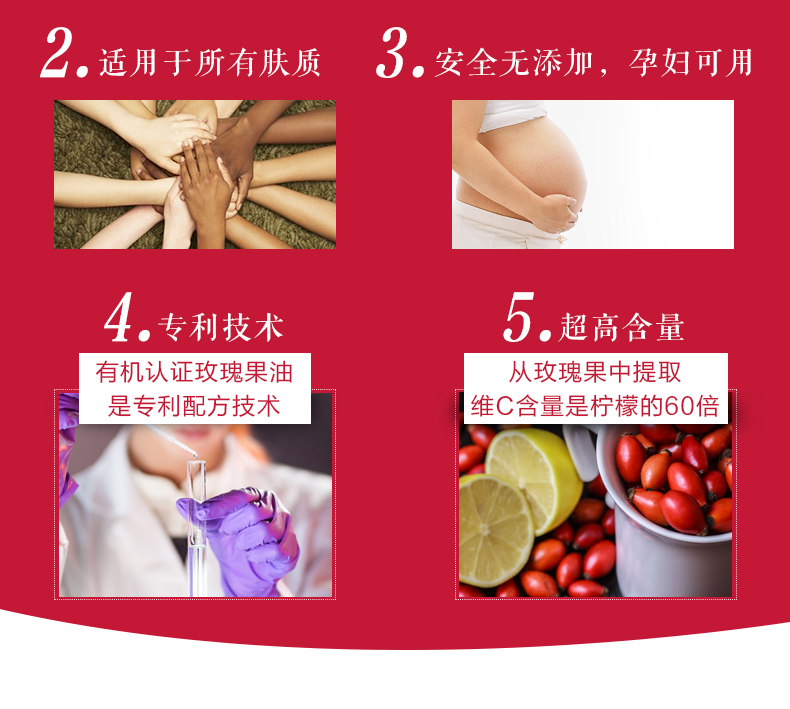 2.适用于所有肤质
3.安全无添加，孕妇可用
4.专利技术
有机认证玫瑰果油
是专利配方技术
5.超高含量
从玫瑰果中提取
维C含量是柠檬的60倍